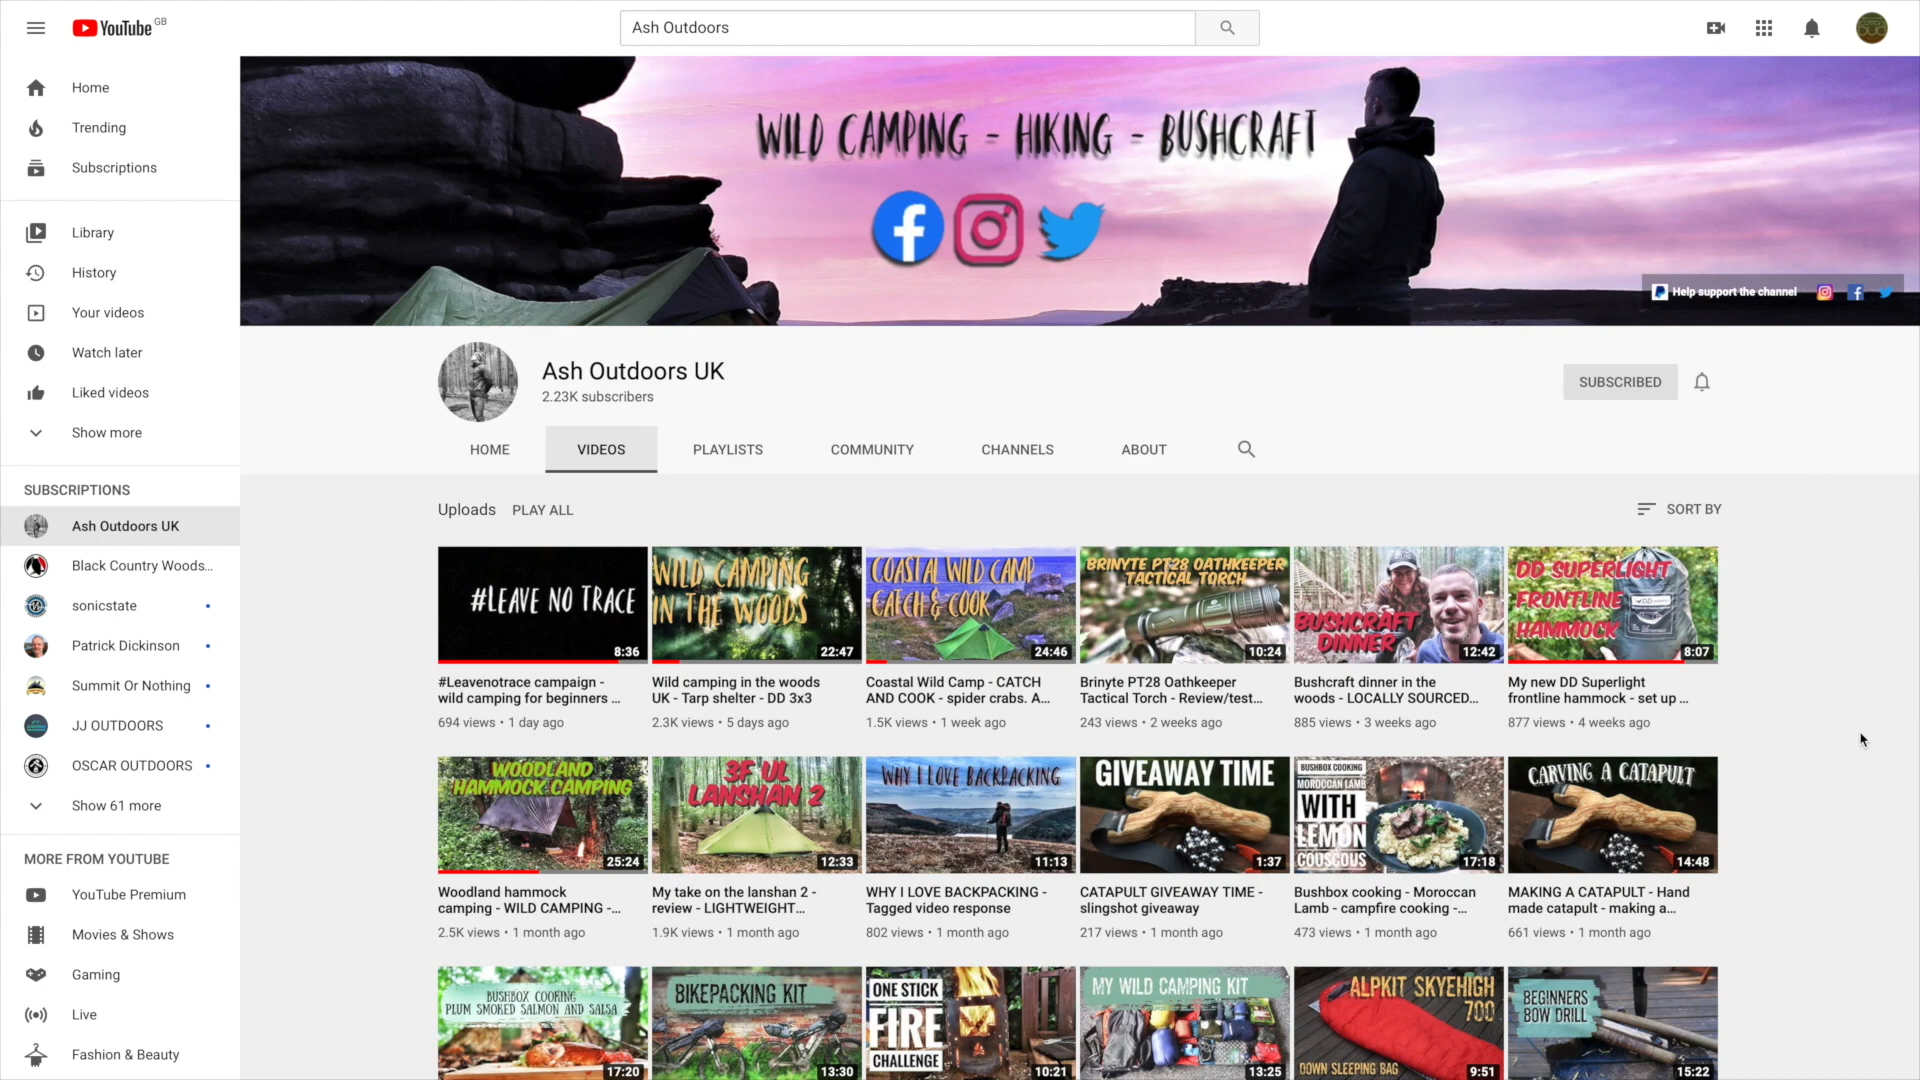 YouTube GB
Ash Outdoors
Home
Trending
Subscriptions
Library
History
Your videos
Watch later
Liked videos
Show more
SUBSCRIPTIONS
Ash Outdoors UK
Black Country Woods...
sonicstate
Patrick Dickinson
Summit Or Nothing
JJ OUTDOORS
OSCAR OUTDOORS
Show 61 more
MORE FROM YOUTUBE
YouTube Premium
Movies & Shows
Gaming
Live
Fashion & Beauty
WILD CAMPING - HIKING - BUSHCRAFT
Help support the channel
Ash Outdoors UK
2.23K subscribers
SUBSCRIBED
HOME VIDEOS PLAYLISTS COMMUNITY CHANNELS ABOUT
Uploads PLAY ALL
SORT BY
#LEAVE NO TRACE
8:36
#Leavenotrace campaign -
wild camping for beginners ...
694 views • 1 day ago
WILD CAMPING
IN THE WOODS
22:47
Wild camping in the woods
UK - Tarp shelter - DD 3x3
2.3K views • 5 days ago
COASTAL WILD CAMP
CATCH & COOK
24:46
Coastal Wild Camp - CATCH
AND COOK - spider crabs. A...
1.5K views • 1 week ago
BRINYTE PT28 OATHKEEPER
TACTICAL TORCH
10:24
Brinyte PT28 Oathkeeper
Tactical Torch - Review/test...
243 views • 2 weeks ago
BUSHCRAFT
DINNER
12:42
Bushcraft dinner in the
woods - LOCALLY SOURCED...
885 views • 3 weeks ago
DD SUPERLIGHT
FRONTLINE
HAMMOCK
8:07
My new DD Superlight
frontline hammock - set up ...
877 views • 4 weeks ago
WOODLAND
HAMMOCK CAMPING
25:24
Woodland hammock
camping - WILD CAMPING -...
2.5K views • 1 month ago
3F UL
LANSHAN 2
12:33
My take on the lanshan 2 -
review - LIGHTWEIGHT...
1.9K views • 1 month ago
WHY I LOVE BACKPACKING
11:13
WHY I LOVE BACKPACKING -
Tagged video response
802 views • 1 month ago
GIVEAWAY TIME
1:37
CATAPULT GIVEAWAY TIME -
slingshot giveaway
217 views • 1 month ago
BUSHBOX COOKING
MOROCCAN LAMB
WITH
LEMON
COUSCOUS
17:18
Bushbox cooking - Moroccan
Lamb - campfire cooking -...
473 views • 1 month ago
CARVING A CATAPULT
14:48
MAKING A CATAPULT - Hand
made catapult - making a...
661 views • 1 month ago
BUSHBOX COOKING
PLUM SMOKED SALMON AND SALSA
17:20
BIKEPACKING KIT
13:30
ONE STICK
FIRE
CHALLENGE
10:21
MY WILD CAMPING KIT
13:25
ALPKIT SKYEHIGH
700
DOWN SLEEPING BAG
9:51
BEGINNERS
BOW DRILL
15:22